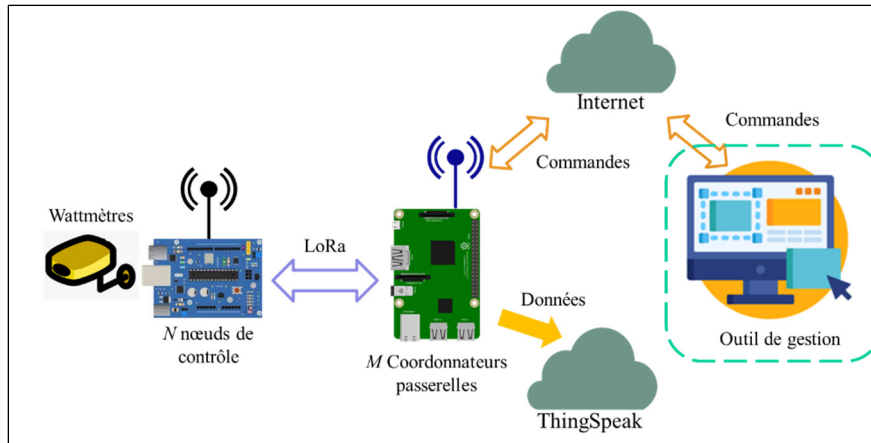 Internet
Commandes
Commandes
Wattmètres
LoRa
Données
N nœuds de
contrôle
M Coordonnateurs
passerelles
Outil de gestion
ThingSpeak